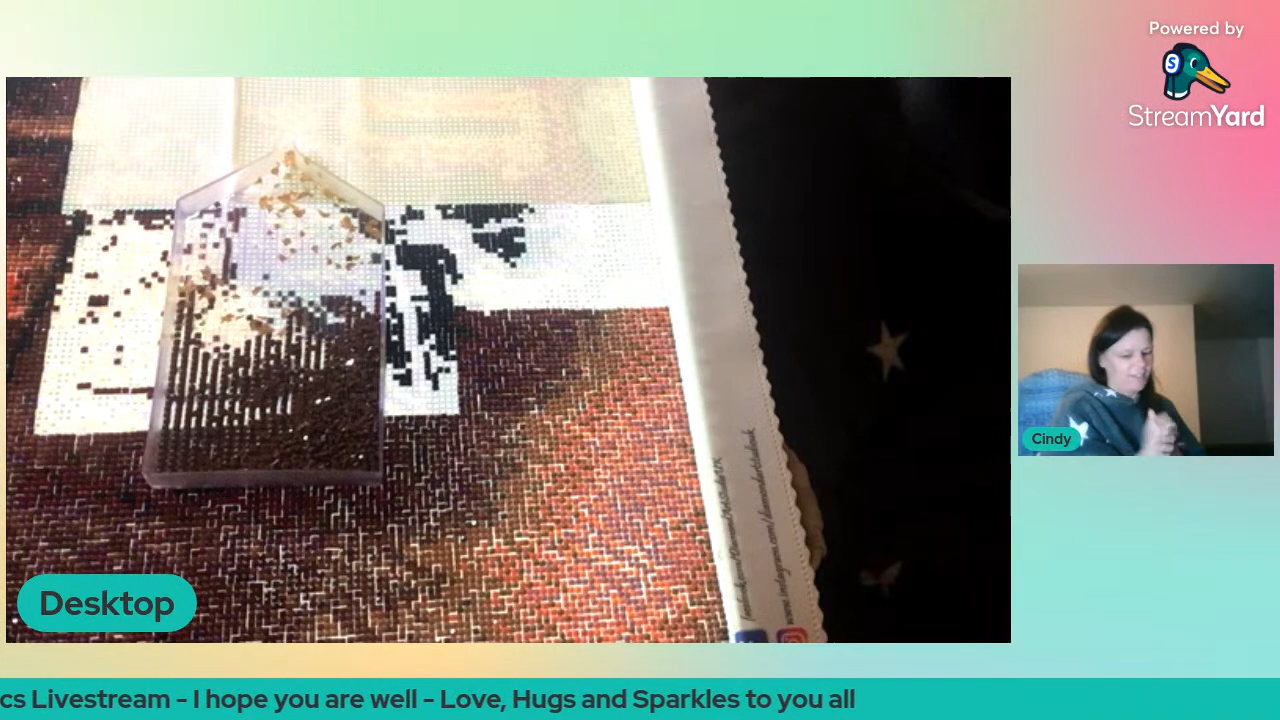 Powered by
S
StreamYard
Cindy
Desktop
cs Livestream - I hope you are well - Love, Hugs and Sparkles to you all